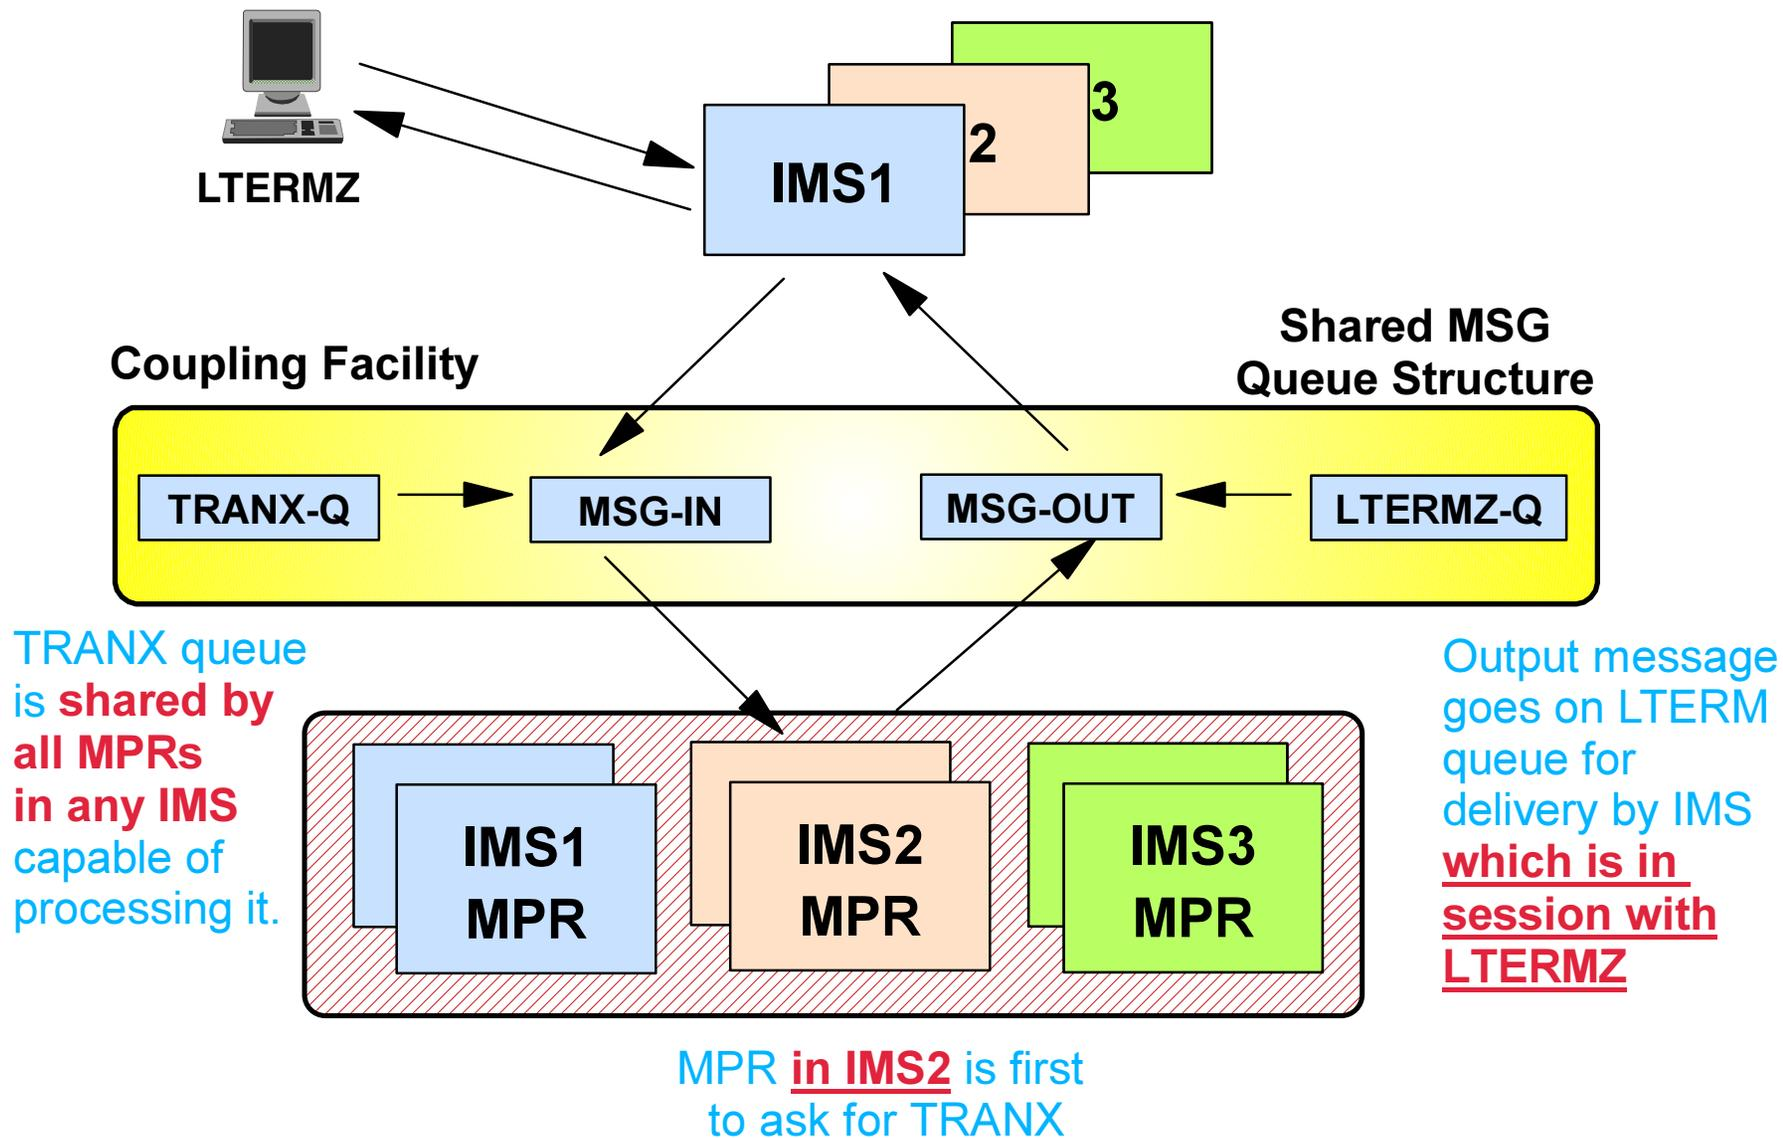 3
2
IMS1
LTERMZ
Shared MSG
Queue Structure
Coupling Facility
TRANX-Q
MSG-IN
MSG-OUT
LTERMZ-Q
TRANX queue
is shared by
all MPRs
in any IMS
capable of
processing it.
Output message
goes on LTERM
queue for
delivery by IMS
which is in
session with
LTERMZ
IMS1
MPR
IMS2
MPR
IMS3
MPR
MPR in IMS2 is first
to ask for TRANX